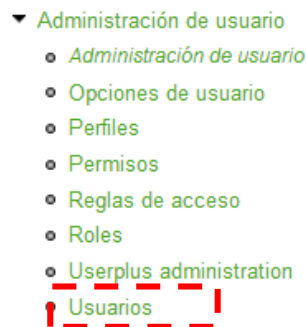 Administración de usuario
Administración de usuario
Opciones de usuario
Perfiles
Permisos
Reglas de acceso
Roles
Userplus administration
Usuarios